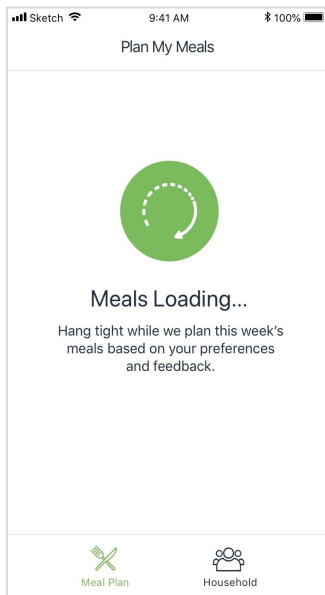 Sketch 9:41 AM 100%
Plan My Meals
Meals Loading...
Hang tight while we plan this week's
meals based on your preferences
and feedback.
Meal Plan Household